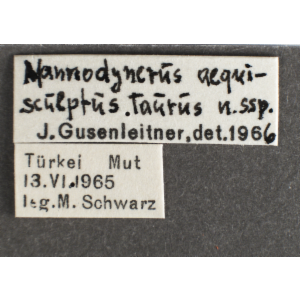 Nannodynerus aequi-
sculptus.taurus n.ssp.
J.Gusenleitner,det.1966
Türkei Mut
13.VI.1965
leg.M. Schwarz